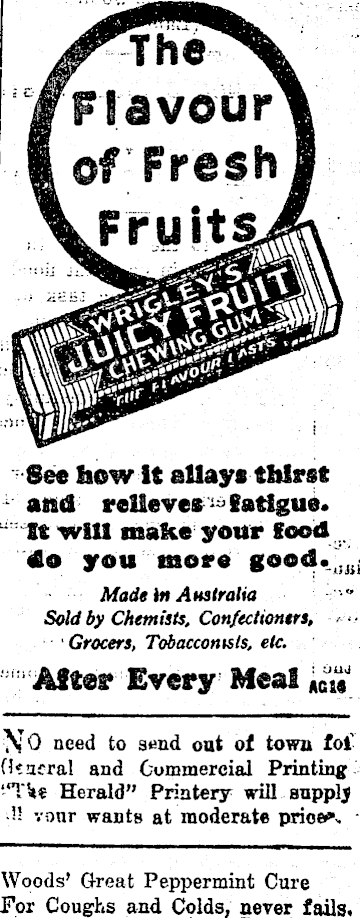 The
Flavour
of Fresh
Fruits
WRIGLEY'S
JUICY FRUIT
CHEWING GUM
THE FLAVOUR LASTS
See how it allays thirst
and relieves fatigue.
It will make your food
do you more good.
Made in Australia
Sold by Chemists, Confectioners,
Grocers, Tobacconists, etc.
After Every Meal AG16
NO need to send out of town for
General and Commercial Printing
"The Herald" Printery will supply
all your wants at moderate prices.
Woods' Great Peppermint Cure
For Coughs and Colds, never fails.